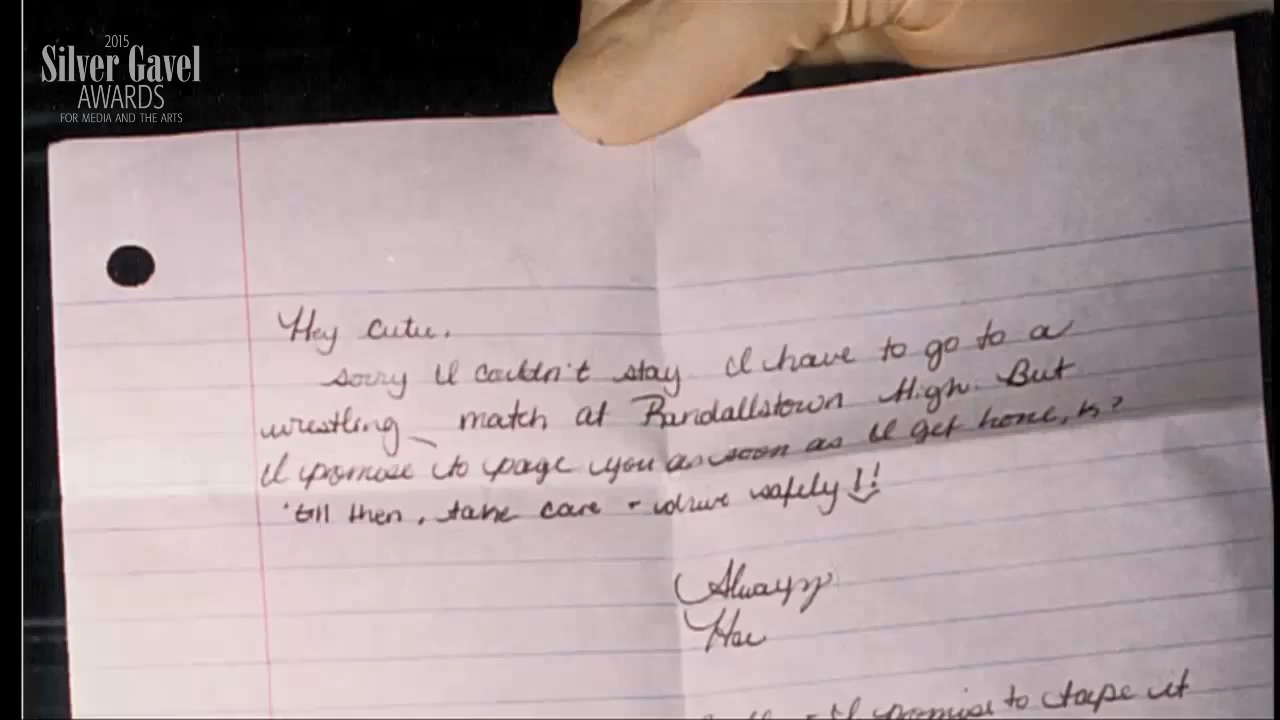 2015
Silver Gavel
AWARDS
FOR MEDIA AND THE ARTS
Hey cutie.
sorry I couldn't stay I have to go to a
wrestling match at Randallstown High. But
I promise to page you as soon as I get home, k?
'till then, take care + drive safely!!
Always,
Hae
I promise to tape it